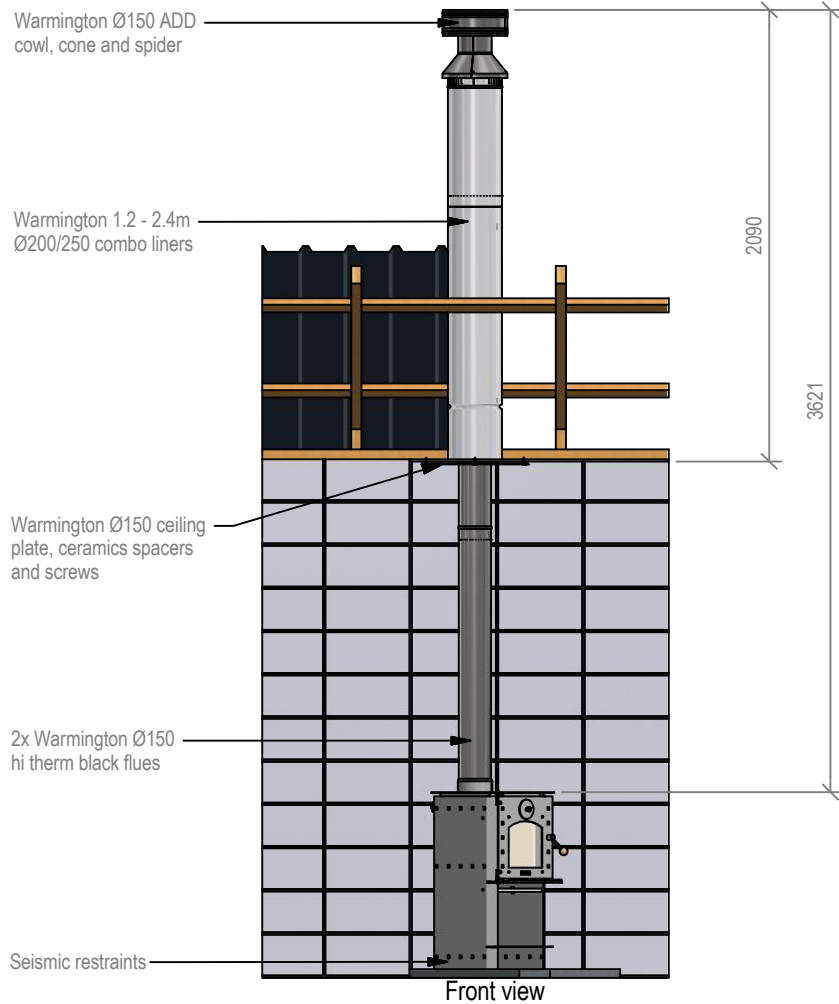 Warmington Ø150 ADD
cowl, cone and spider
Warmington 1.2 - 2.4m
Ø200/250 combo liners
2090
3621
Warmington Ø150 ceiling
plate, ceramics spacers
and screws
2x Warmington Ø150
hi therm black flues
Seismic restraints
Front view